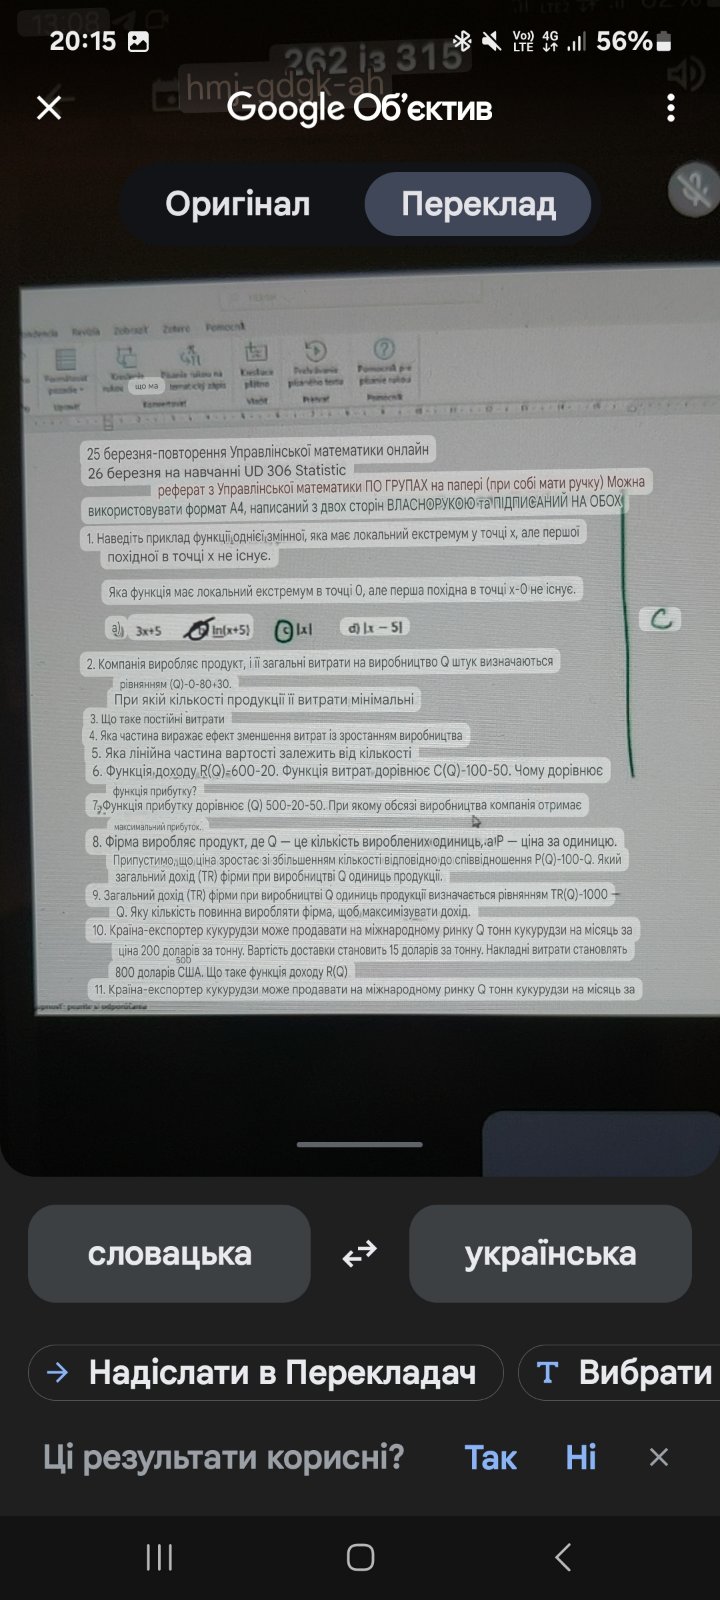 20:15
Vo)) LTE 4G 56%
262 із 315
hmj-gdgk-ah
Google Об’єктив
Оригінал Переклад
Revízia Zobraziť Zotero Pomocník
що ма
25 березня-повторення Управлінської математики онлайн
26 березня на навчанні UD 306 Statistic
реферат з Управлінської математики ПО ГРУПАХ на папері (при собі мати ручку) Можна
використовувати формат А4, написаний з двох сторін ВЛАСНОРУКОЮ та ПІДПИСАНИЙ НА ОБОХ
1. Наведіть приклад функції однієї змінної, яка має локальний екстремум у точці х, але першої
похідної в точці х не існує.
Яка функція має локальний екстремум в точці 0, але перша похідна в точці х-0 не існує.
a) 3x+5 ln(x+5) c |x| d) |x − 5|
C
2. Компанія виробляє продукт, і її загальні витрати на виробництво Q штук визначаються
рівнянням (Q)-0-80+30.
При якій кількості продукції її витрати мінімальні
3. Що таке постійні витрати
4. Яка частина виражає ефект зменшення витрат із зростанням виробництва
5. Яка лінійна частина вартості залежить від кількості
6. Функція доходу R(Q)-600-20. Функція витрат дорівнює C(Q)-100-50. Чому дорівнює
функція прибутку?
7. Функція прибутку дорівнює (Q) 500-20-50. При якому обсязі виробництва компанія отримає
максимальний прибуток.
8. Фірма виробляє продукт, де Q — це кількість вироблених одиниць, а P — ціна за одиницю.
Припустимо, що ціна зростає зі збільшенням кількості відповідно до співвідношення P(Q)-100-Q. Який
загальний дохід (TR) фірми при виробництві Q одиниць продукції.
9. Загальний дохід (TR) фірми при виробництві Q одиниць продукції визначається рівнянням TR(Q)-1000 –
Q. Яку кількість повинна виробляти фірма, щоб максимізувати дохід.
10. Країна-експортер кукурудзи може продавати на міжнародному ринку Q тонн кукурудзи на місяць за
ціна 200 доларів за тонну. Вартість доставки становить 15 доларів за тонну. Накладні витрати становлять
500
800 доларів США. Що таке функція доходу R(Q)
11. Країна-експортер кукурудзи може продавати на міжнародному ринку Q тонн кукурудзи на місяць за
словацька українська
Надіслати в Перекладач Вибрати
Ці результати корисні? Так Ні